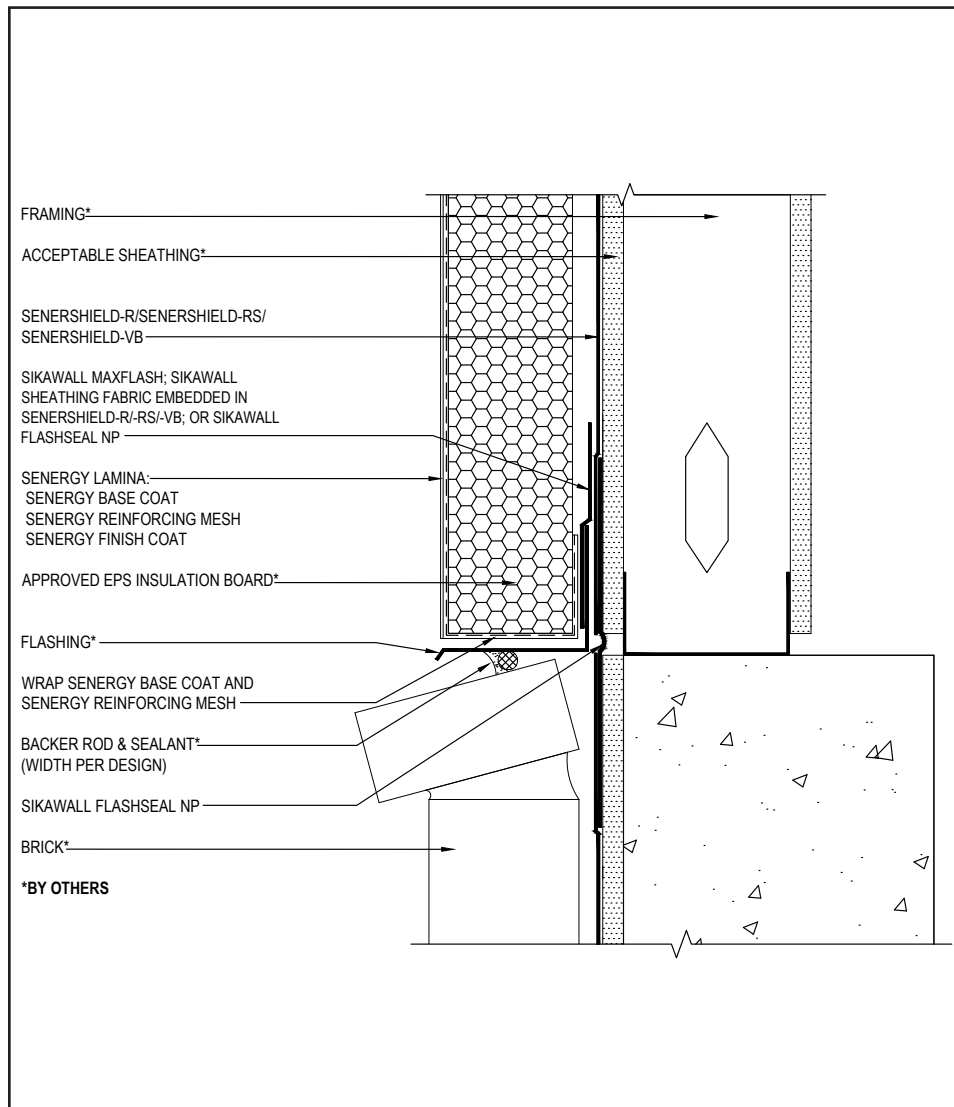 FRAMING*
ACCEPTABLE SHEATHING*
SENERSHIELD-R/SENERSHIELD-RS/
SENERSHIELD-VB
SIKAWALL MAXFLASH; SIKAWALL
SHEATHING FABRIC EMBEDDED IN
SENERSHIELD-R/-RS/-VB; OR SIKAWALL
FLASHSEAL NP
SENERGY LAMINA:
SENERGY BASE COAT
SENERGY REINFORCING MESH
SENERGY FINISH COAT
APPROVED EPS INSULATION BOARD*
FLASHING*
WRAP SENERGY BASE COAT AND
SENERGY REINFORCING MESH
BACKER ROD & SEALANT*
(WIDTH PER DESIGN)
SIKAWALL FLASHSEAL NP
BRICK*
*BY OTHERS